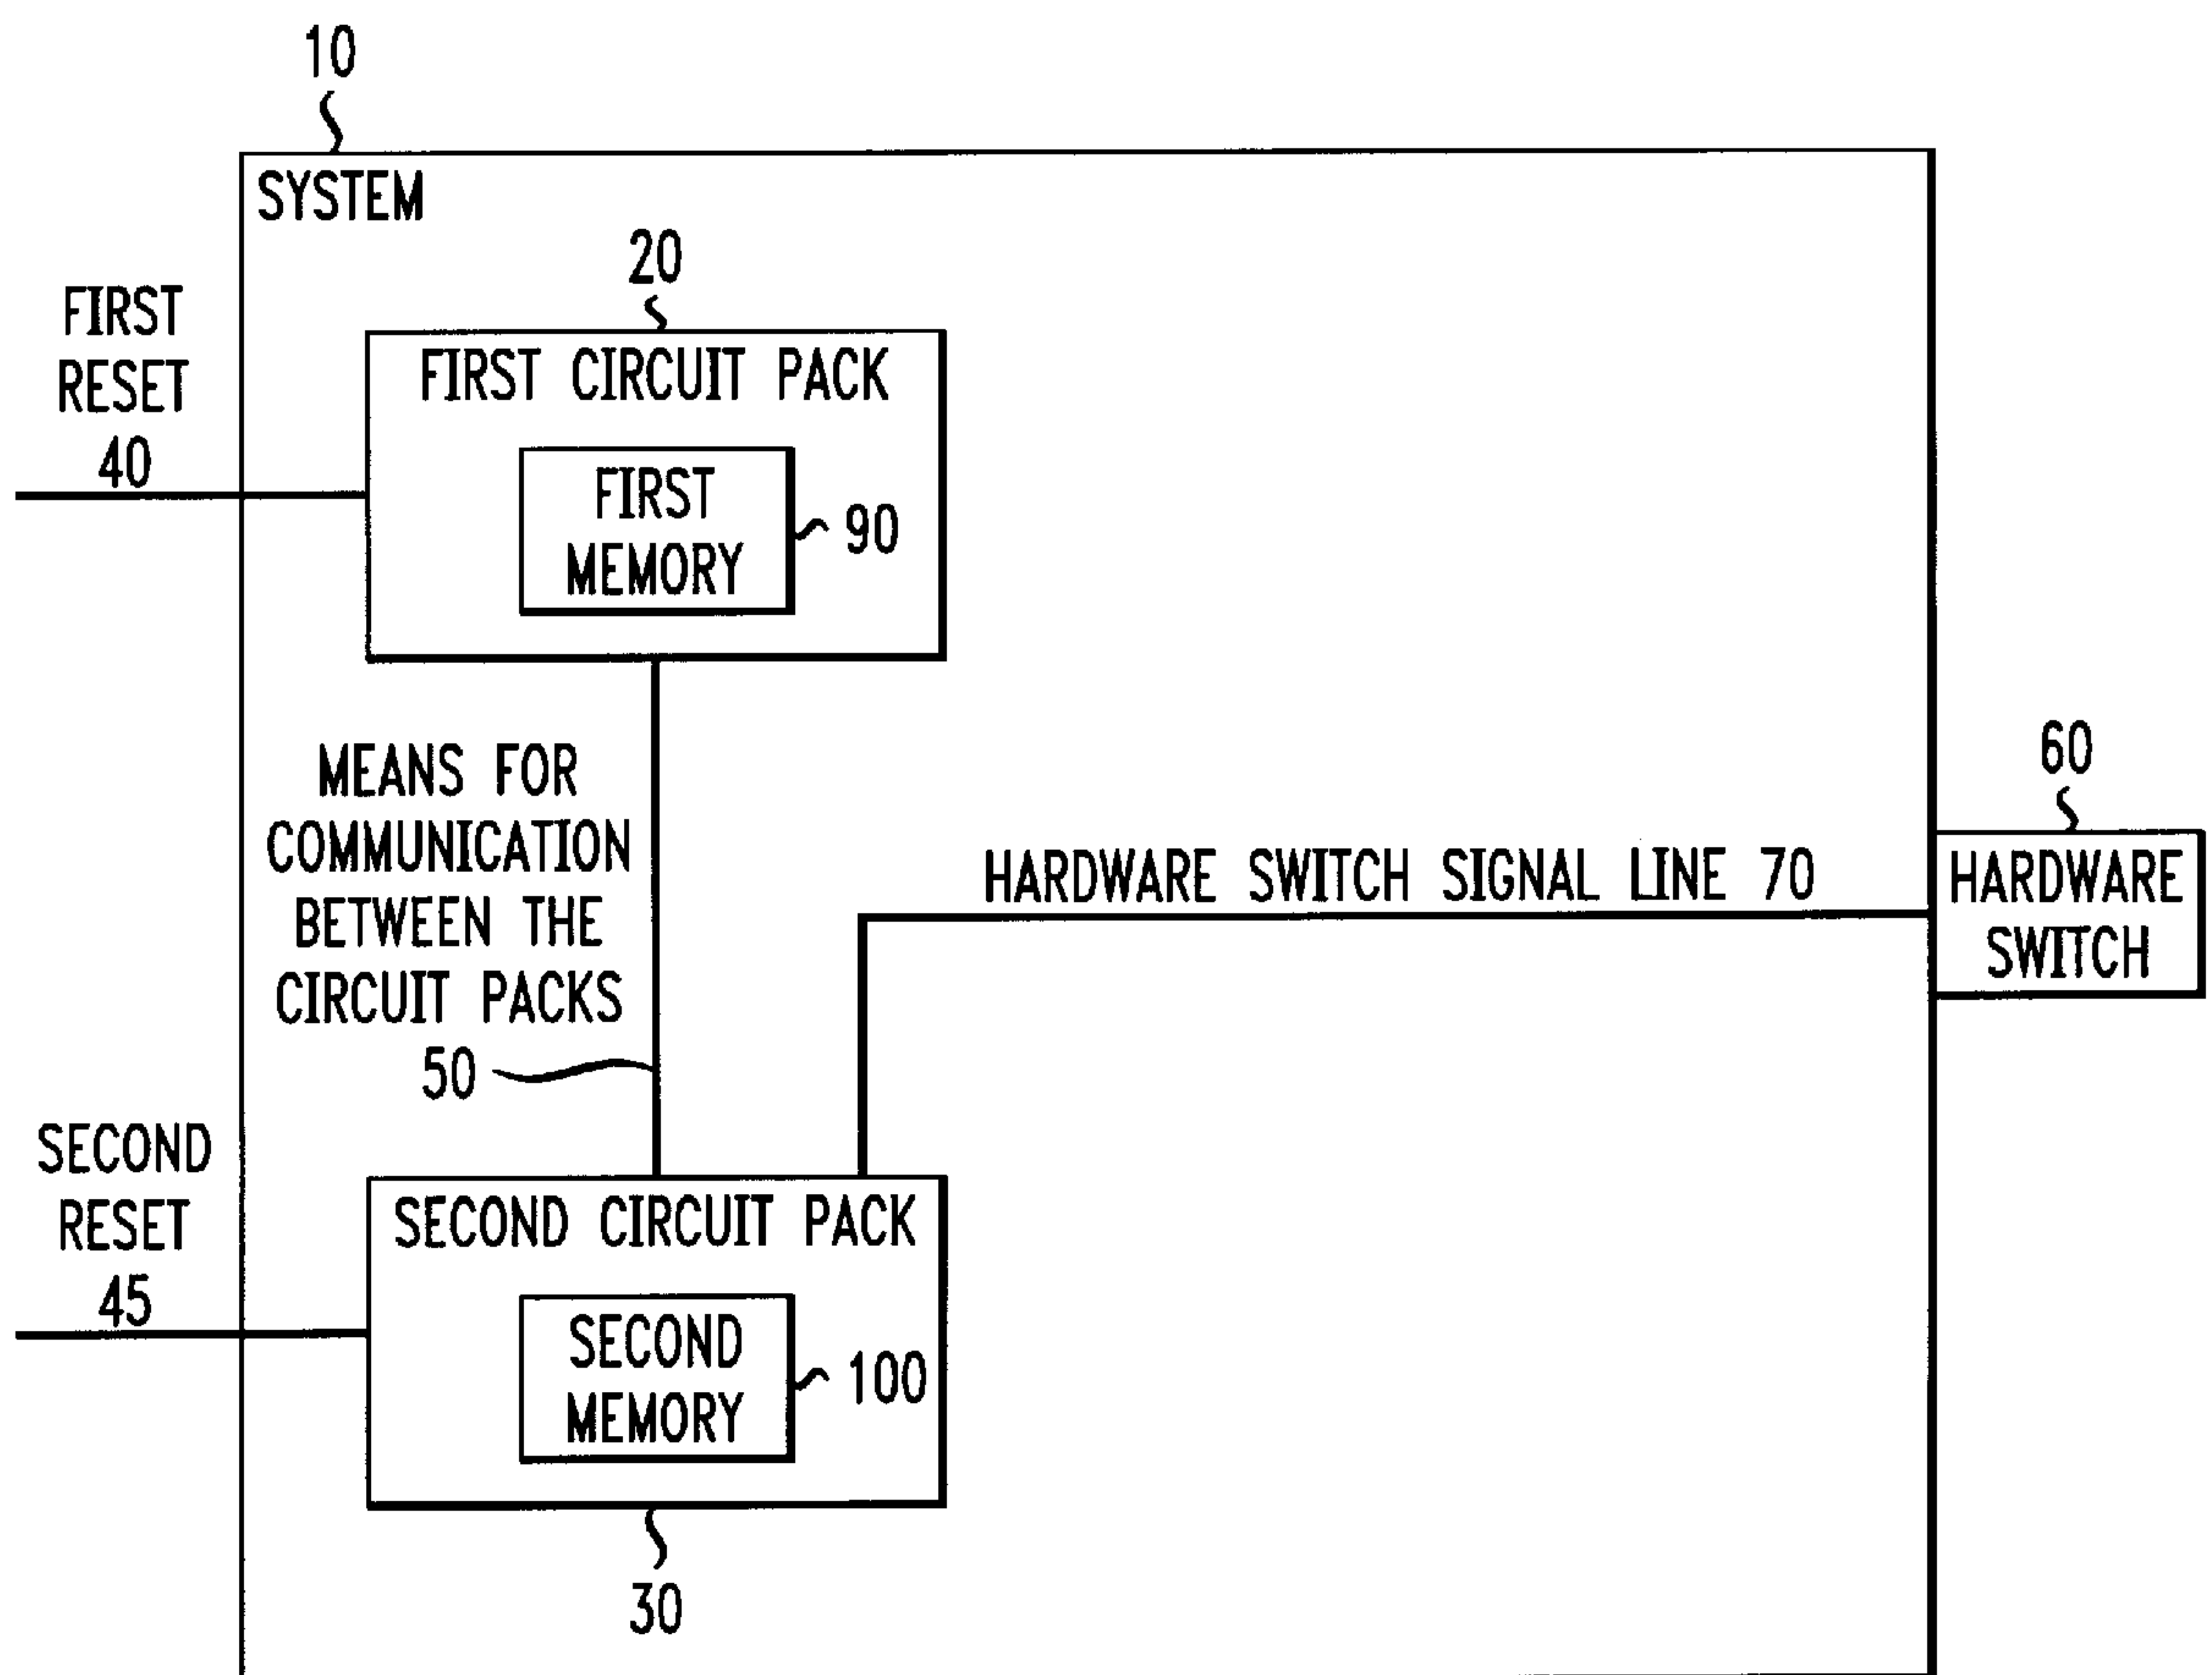 10
SYSTEM
20
FIRST
RESET
40
FIRST CIRCUIT PACK
FIRST
MEMORY
90
MEANS FOR
COMMUNICATION
BETWEEN THE
CIRCUIT PACKS
50
HARDWARE SWITCH SIGNAL LINE 70
60
HARDWARE
SWITCH
SECOND
RESET
45
SECOND CIRCUIT PACK
SECOND
MEMORY
100
30